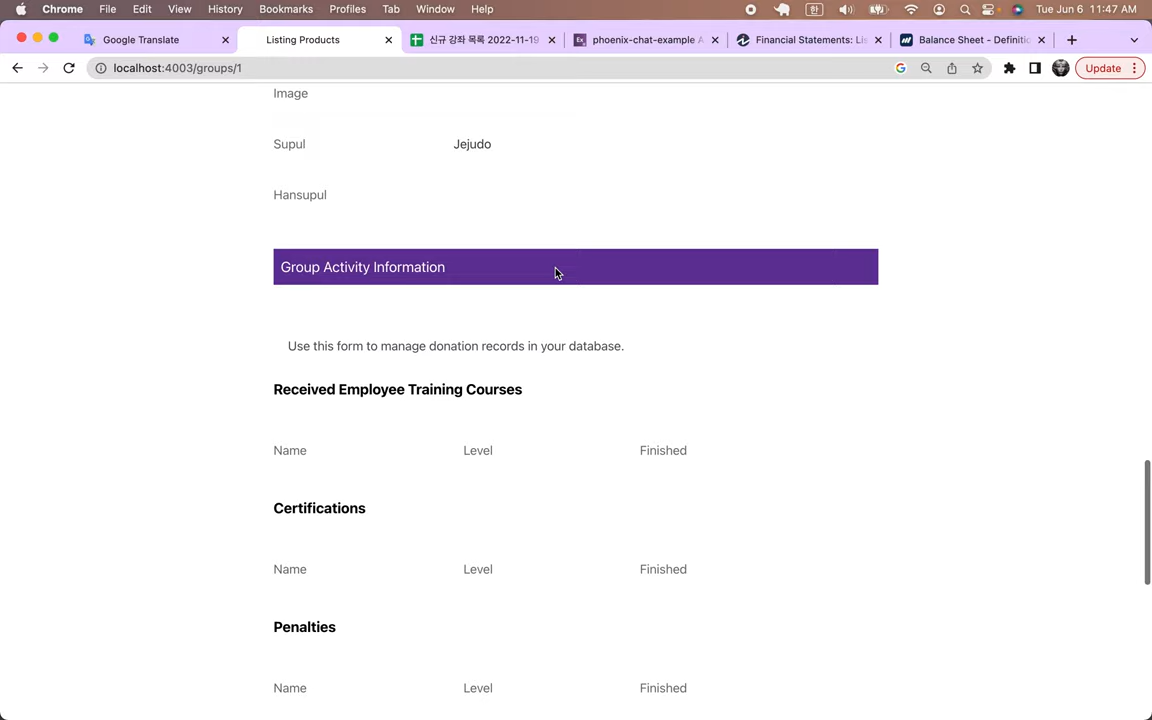 Chrome File Edit View History Bookmarks Profiles Tab Window Help 한 Tue Jun 6 11:47 AM
Google Translate Listing Products 신규 강좌 목록 2022-11-19 phoenix-chat-example Financial Statements: Balance Sheet - Definitio
localhost:4003/groups/1 Update
Image
Supul Jejudo
Hansupul
Group Activity Information
Use this form to manage donation records in your database.
Received Employee Training Courses
Name Level Finished
Certifications
Name Level Finished
Penalties
Name Level Finished